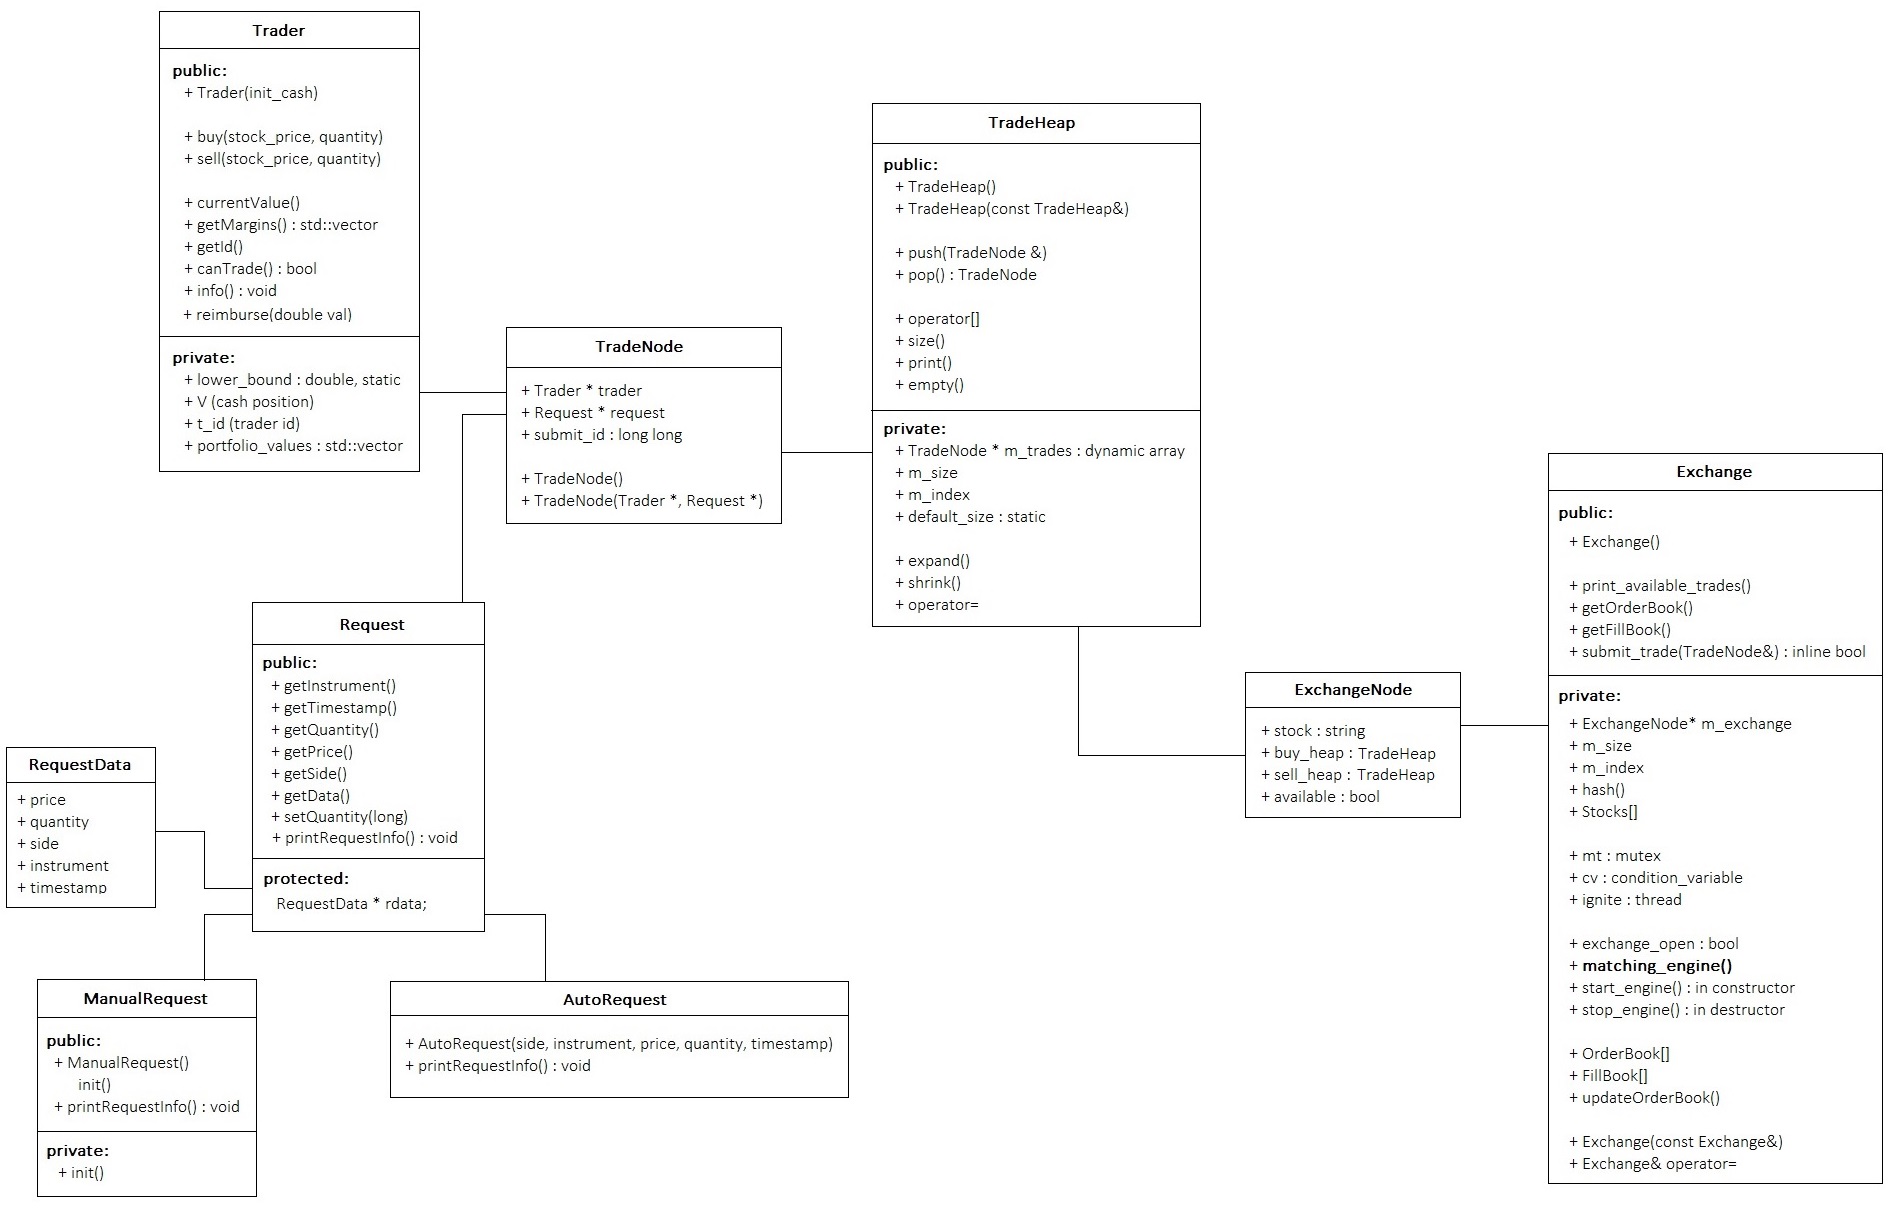 Trader
public:
+ Trader(init_cash)
+ buy(stock_price, quantity)
+ sell(stock_price, quantity)
+ currentValue()
+ getMargins() : std::vector
+ getId()
+ canTrade() : bool
+ info() : void
+ reimburse(double val)
private:
+ lower_bound : double, static
+ V (cash position)
+ t_id (trader id)
+ portfolio_values : std::vector
TradeNode
+ Trader * trader
+ Request * request
+ submit_id : long long
+ TradeNode()
+ TradeNode(Trader *, Request *)
TradeHeap
public:
+ TradeHeap()
+ TradeHeap(const TradeHeap&)
+ push(TradeNode &)
+ pop() : TradeNode
+ operator[]
+ size()
+ print()
+ empty()
private:
+ TradeNode * m_trades : dynamic array
+ m_size
+ m_index
+ default_size : static
+ expand()
+ shrink()
+ operator=
Exchange
public:
+ Exchange()
+ print_available_trades()
+ getOrderBook()
+ getFillBook()
+ submit_trade(TradeNode&) : inline bool
private:
+ ExchangeNode* m_exchange
+ m_size
+ m_index
+ hash()
+ Stocks[]
+ mt : mutex
+ cv : condition_variable
+ ignite : thread
+ exchange_open : bool
+ matching_engine()
+ start_engine() : in constructor
+ stop_engine() : in destructor
+ OrderBook[]
+ FillBook[]
+ updateOrderBook()
+ Exchange(const Exchange&)
+ Exchange& operator=
ExchangeNode
+ stock : string
+ buy_heap : TradeHeap
+ sell_heap : TradeHeap
+ available : bool
Request
public:
+ getInstrument()
+ getTimestamp()
+ getQuantity()
+ getPrice()
+ getSide()
+ getData()
+ setQuantity(long)
+ printRequestInfo() : void
protected:
RequestData * rdata;
RequestData
+ price
+ quantity
+ side
+ instrument
+ timestamp
ManualRequest
public:
+ ManualRequest()
init()
+ printRequestInfo() : void
private:
+ init()
AutoRequest
+ AutoRequest(side, instrument, price, quantity, timestamp)
+ printRequestInfo() : void